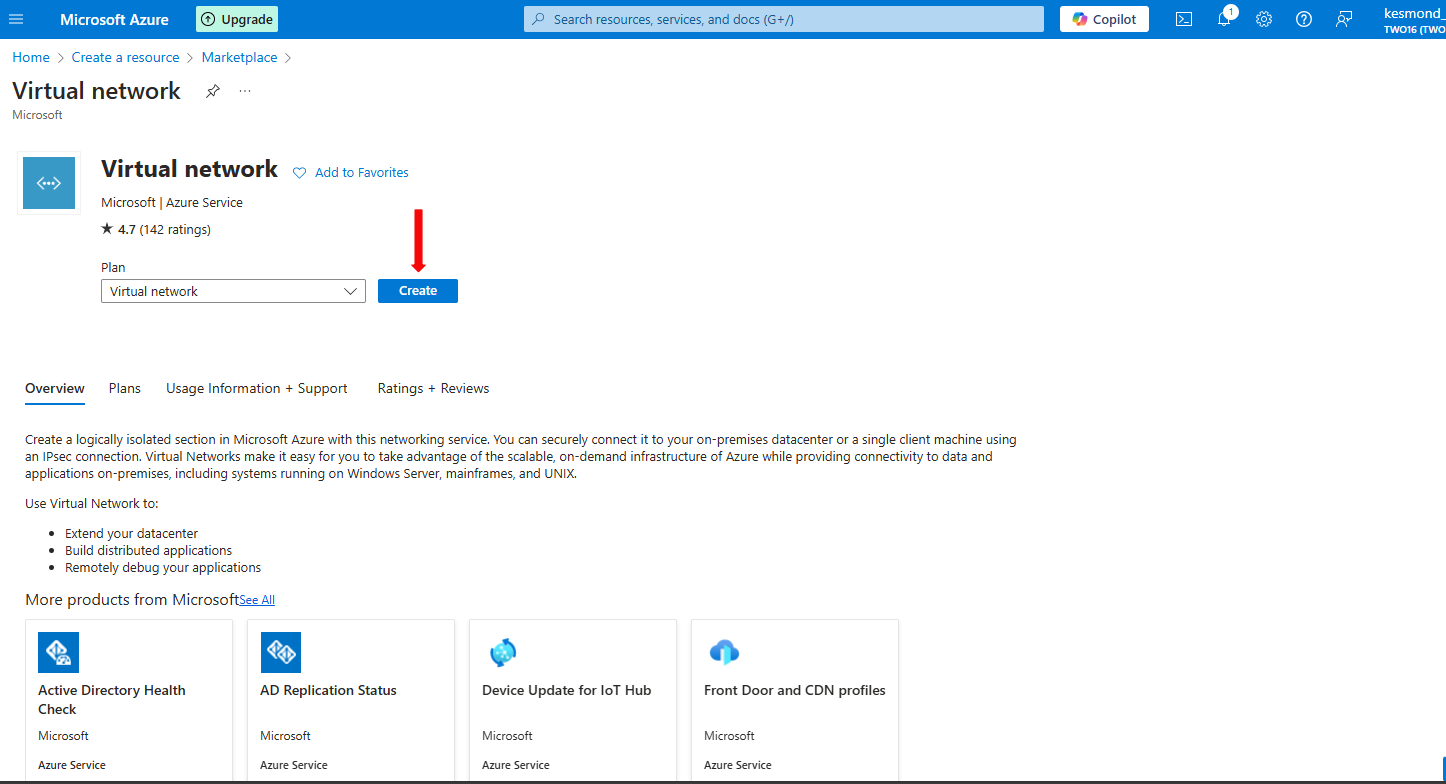 Microsoft Azure
Upgrade
Search resources, services, and docs (G+/)
Copilot
1
kesmond_
TWO16 (TWO
Home > Create a resource > Marketplace >
Virtual network
...
Microsoft
Virtual network
Add to Favorites
Microsoft | Azure Service
★ 4.7 (142 ratings)
Plan
Virtual network
Create
Overview
Plans
Usage Information + Support
Ratings + Reviews
Create a logically isolated section in Microsoft Azure with this networking service. You can securely connect it to your on-premises datacenter or a single client machine using
an IPsec connection. Virtual Networks make it easy for you to take advantage of the scalable, on-demand infrastructure of Azure while providing connectivity to data and
applications on-premises, including systems running on Windows Server, mainframes, and UNIX.
Use Virtual Network to:
• Extend your datacenter
• Build distributed applications
• Remotely debug your applications
More products from Microsoft See All
Active Directory Health
Check
Microsoft
Azure Service
AD Replication Status
Microsoft
Azure Service
Device Update for IoT Hub
Microsoft
Azure Service
Front Door and CDN profiles
Microsoft
Azure Service